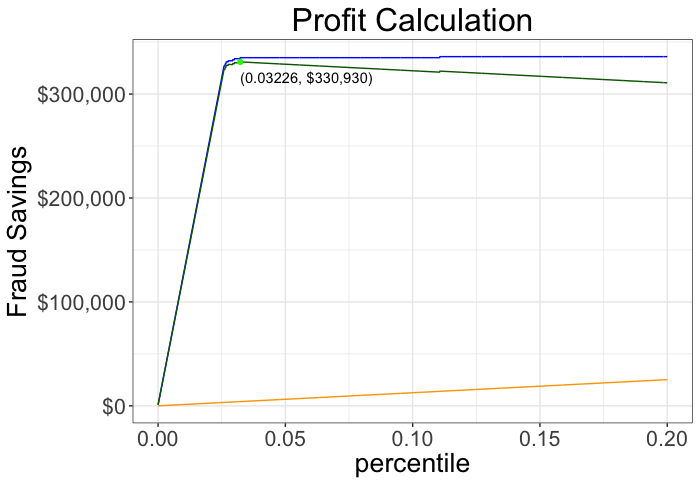 Profit Calculation
Fraud Savings
$300,000
$200,000
$100,000
$0
(0.03226, $330,930)
0.00 0.05 0.10 0.15 0.20
percentile